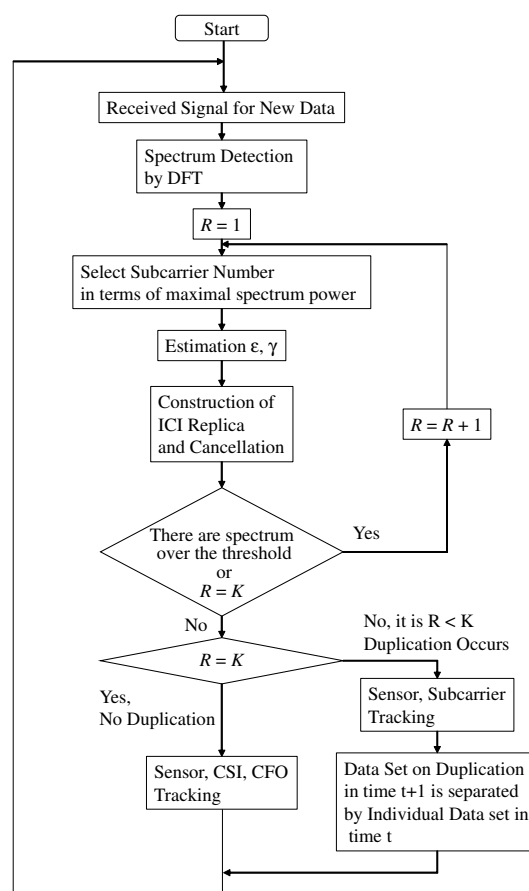 Start
Received Signal for New Data
Spectrum Detection
by DFT
R = 1
Select Subcarrier Number
in terms of maximal spectrum power
Estimation ε, γ
Construction of
ICI Replica
and Cancellation
R = R + 1
There are spectrum
over the threshold
or
R = K
Yes
No
R = K
No, it is R < K
Duplication Occurs
Yes,
No Duplication
Sensor, Subcarrier
Tracking
Sensor, CSI, CFO
Tracking
Data Set on Duplication
in time t+1 is separated
by Individual Data set in
time t